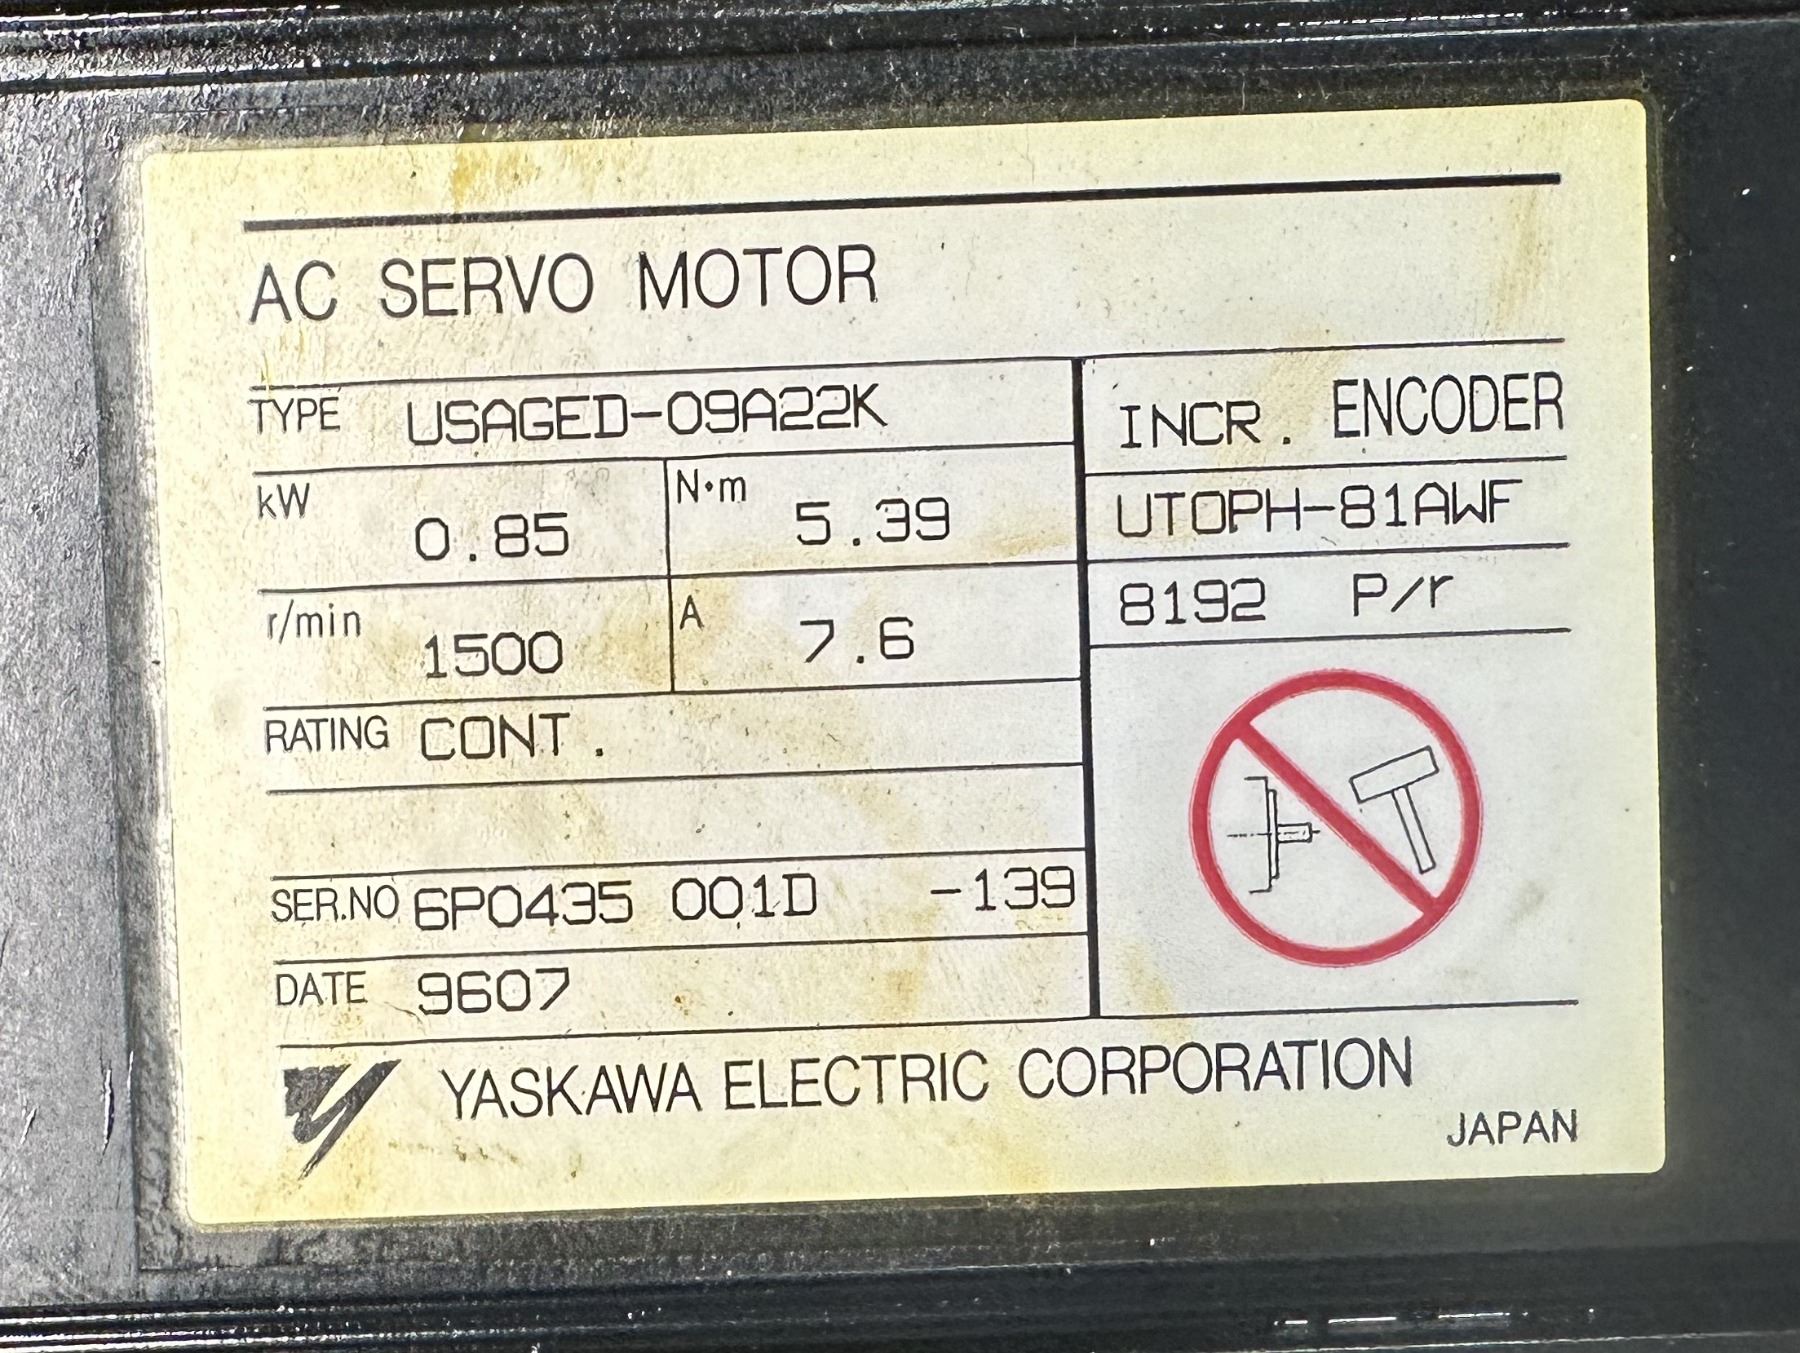 AC SERVO MOTOR
TYPE USAGED-09A22K
kW 0.85 N·m 5.39
r/min 1500 A 7.6
RATING CONT.
SER.NO 6P0435 001D -139
DATE 9607
INCR. ENCODER
UTOPH-81AWF
8192 P/r
YASKAWA ELECTRIC CORPORATION
JAPAN